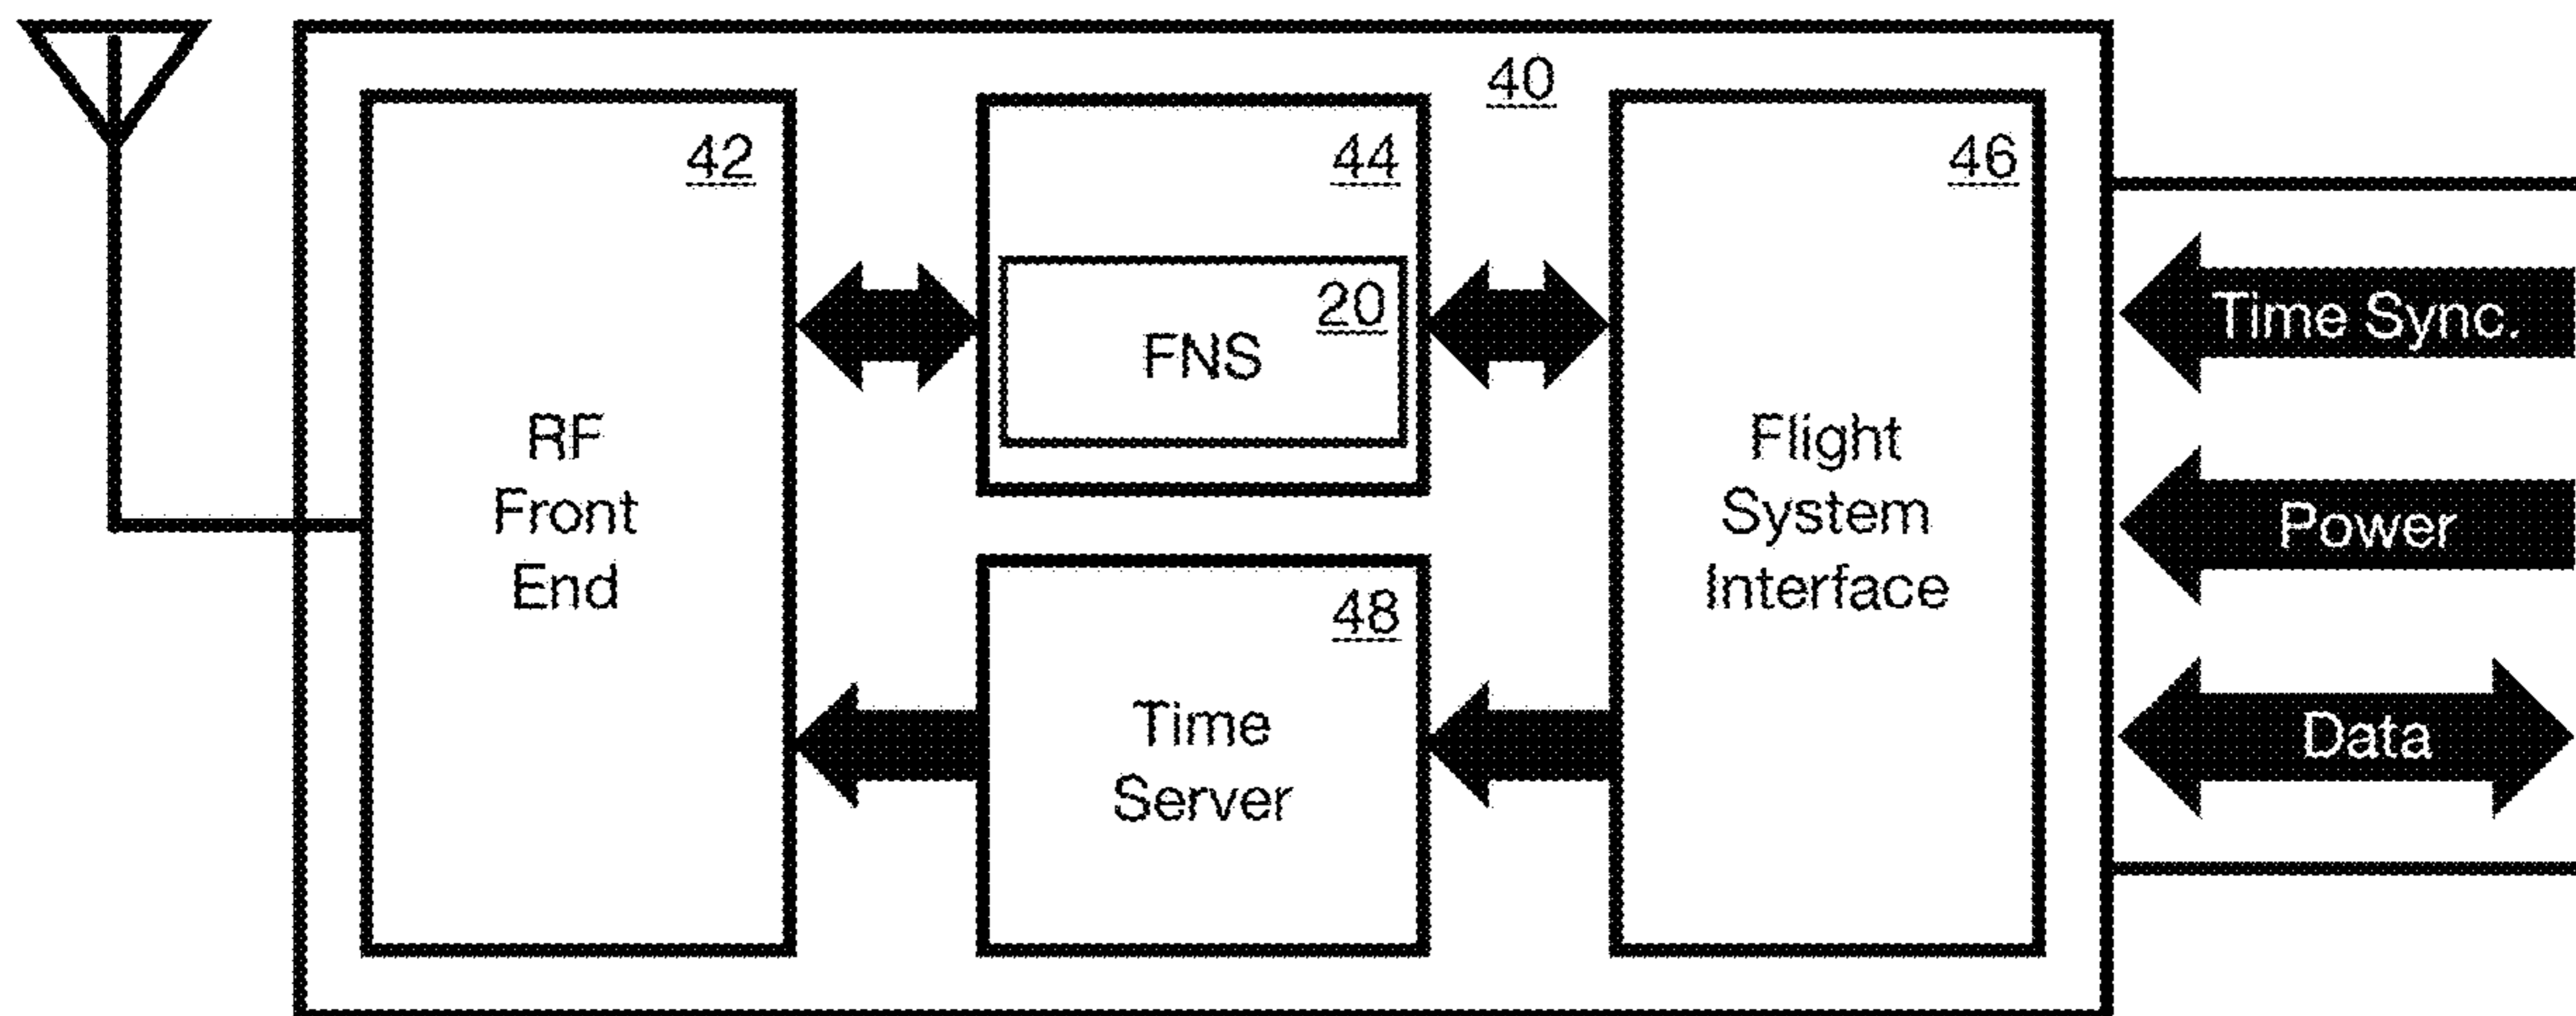 40
42
RF
Front
End
44
20
FNS
48
Time
Server
46
Flight
System
Interface
Time Sync.
Power
Data